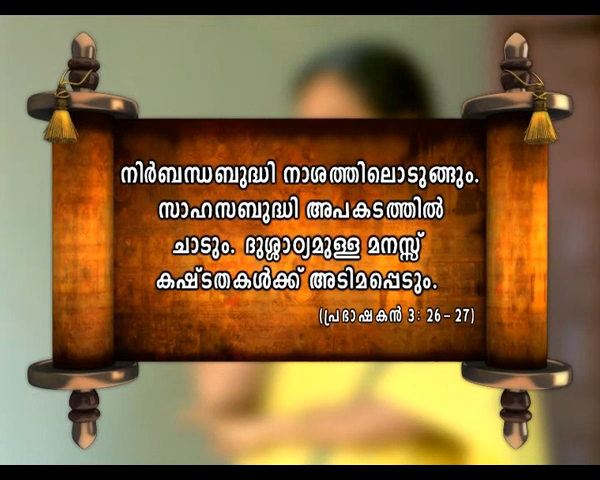 നിർബന്ധബുദ്ധി നാശത്തിലൊടുങ്ങും.
സാഹസബുദ്ധി അപകടത്തിൽ
ചാടും. ദുശ്ശാഠ്യമുള്ള മനസ്സ്
കഷ്ടതകൾക്ക് അടിമപ്പെടും.
(പ്രഭാഷകൻ 3: 26- 27)